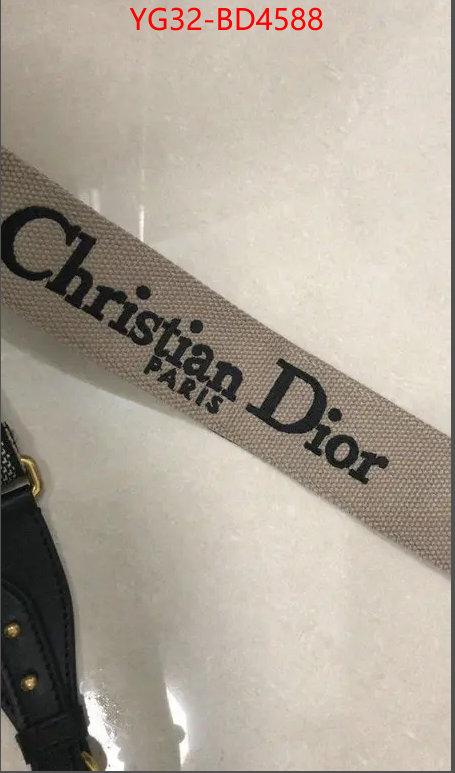 YG32-BD4588
Christian Dior
PARIS